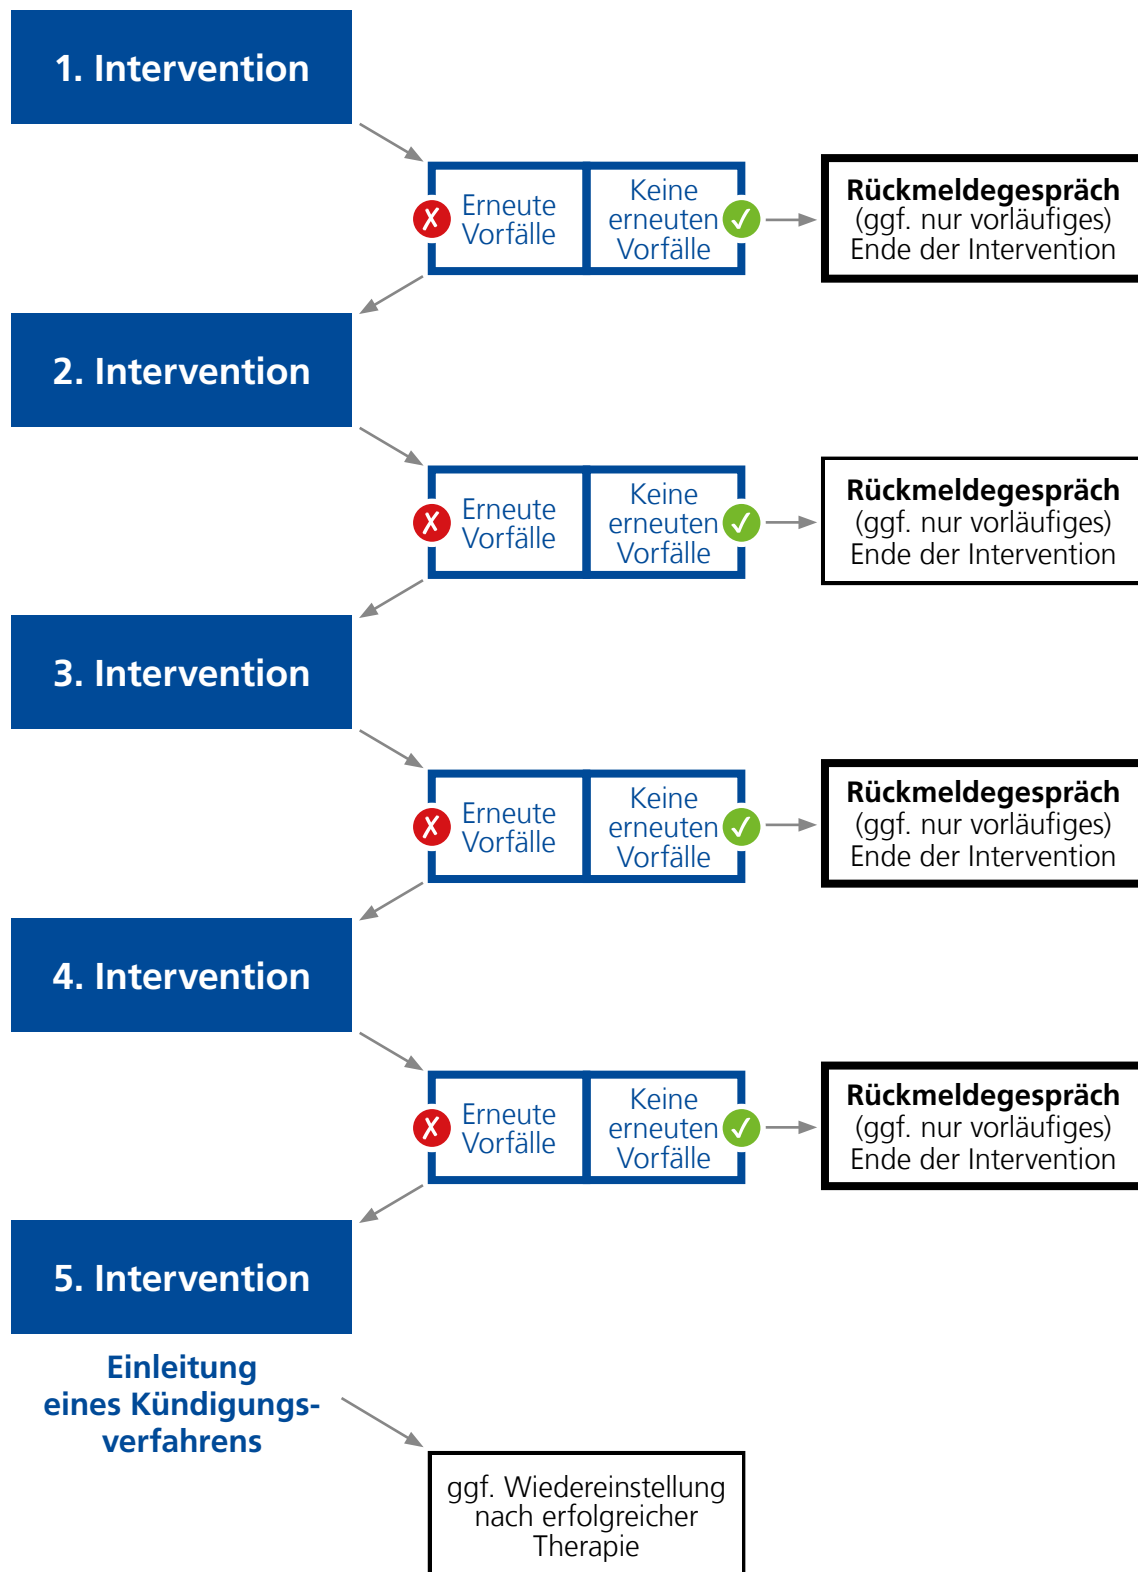 1. Intervention
Erneute
Vorfälle
Keine
erneuten
Vorfälle
Rückmeldegespräch
(ggf. nur vorläufiges)
Ende der Intervention
2. Intervention
Erneute
Vorfälle
Keine
erneuten
Vorfälle
Rückmeldegespräch
(ggf. nur vorläufiges)
Ende der Intervention
3. Intervention
Erneute
Vorfälle
Keine
erneuten
Vorfälle
Rückmeldegespräch
(ggf. nur vorläufiges)
Ende der Intervention
4. Intervention
Erneute
Vorfälle
Keine
erneuten
Vorfälle
Rückmeldegespräch
(ggf. nur vorläufiges)
Ende der Intervention
5. Intervention
Einleitung
eines Kündigungs-
verfahrens
ggf. Wiedereinstellung
nach erfolgreicher
Therapie